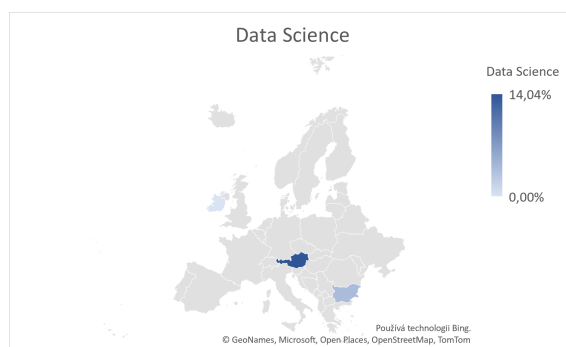 Data Science
Data Science
14,04%
0,00%
Používá technologii Bing.
© GeoNames, Microsoft, Open Places, OpenStreetMap, TomTom